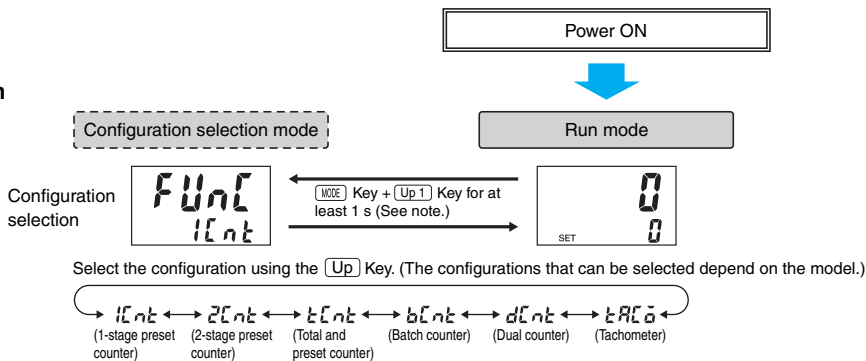 Power ON
n
Configuration selection mode
Run mode
Configuration
selection
FUnC
1Cnt
MODE Key + Up 1 Key for at
least 1 s (See note.)
0
SET 0
Select the configuration using the Up Key. (The configurations that can be selected depend on the model.)
1Cnt 2Cnt tCnt bCnt dCnt tACo
(1-stage preset
counter)
(2-stage preset
counter)
(Total and
preset counter)
(Batch counter)
(Dual counter)
(Tachometer)